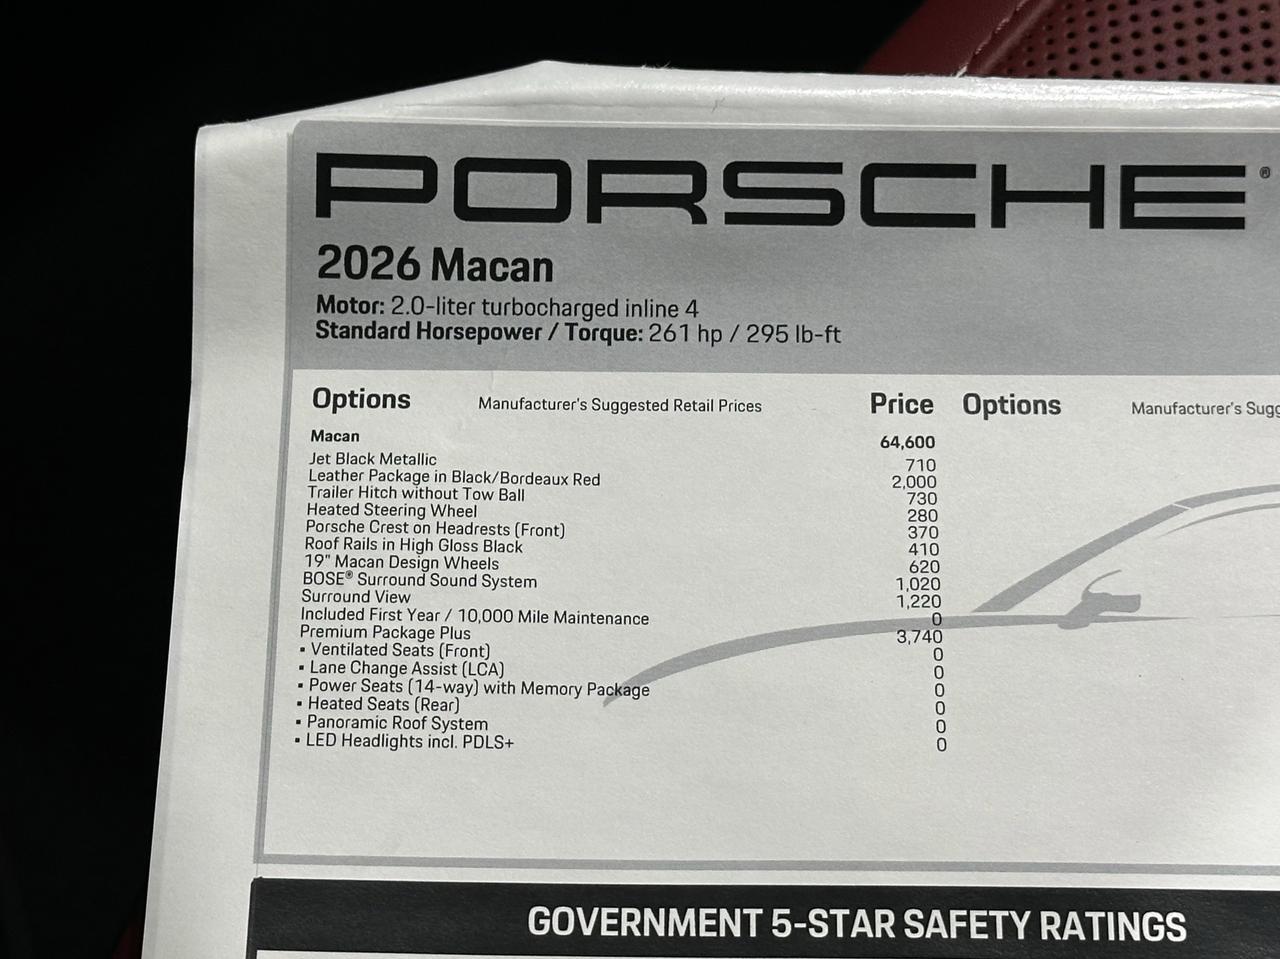 PORSCHE®
2026 Macan
Motor: 2.0-liter turbocharged inline 4
Standard Horsepower / Torque: 261 hp / 295 lb-ft
Options Manufacturer's Suggested Retail Prices Price Options Manufacturer's
Macan 64,600
Jet Black Metallic 710
Leather Package in Black/Bordeaux Red 2,000
Trailer Hitch without Tow Ball 730
Heated Steering Wheel 280
Porsche Crest on Headrests (Front) 370
Roof Rails in High Gloss Black 410
19" Macan Design Wheels 620
BOSE® Surround Sound System 1,020
Surround View 1,220
Included First Year / 10,000 Mile Maintenance 0
Premium Package Plus 3,740
▪ Ventilated Seats (Front) 0
▪ Lane Change Assist (LCA) 0
▪ Power Seats (14-way) with Memory Package 0
▪ Heated Seats (Rear) 0
▪ Panoramic Roof System 0
▪ LED Headlights incl. PDLS+ 0
GOVERNMENT 5-STAR SAFETY RATINGS